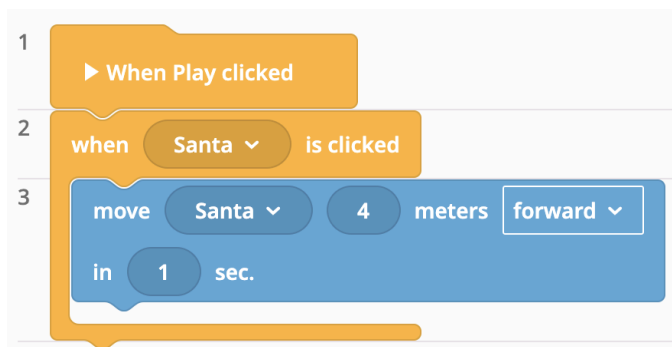 1
When Play clicked
2
when Santa is clicked
3
move Santa 4 meters forward
in 1 sec.